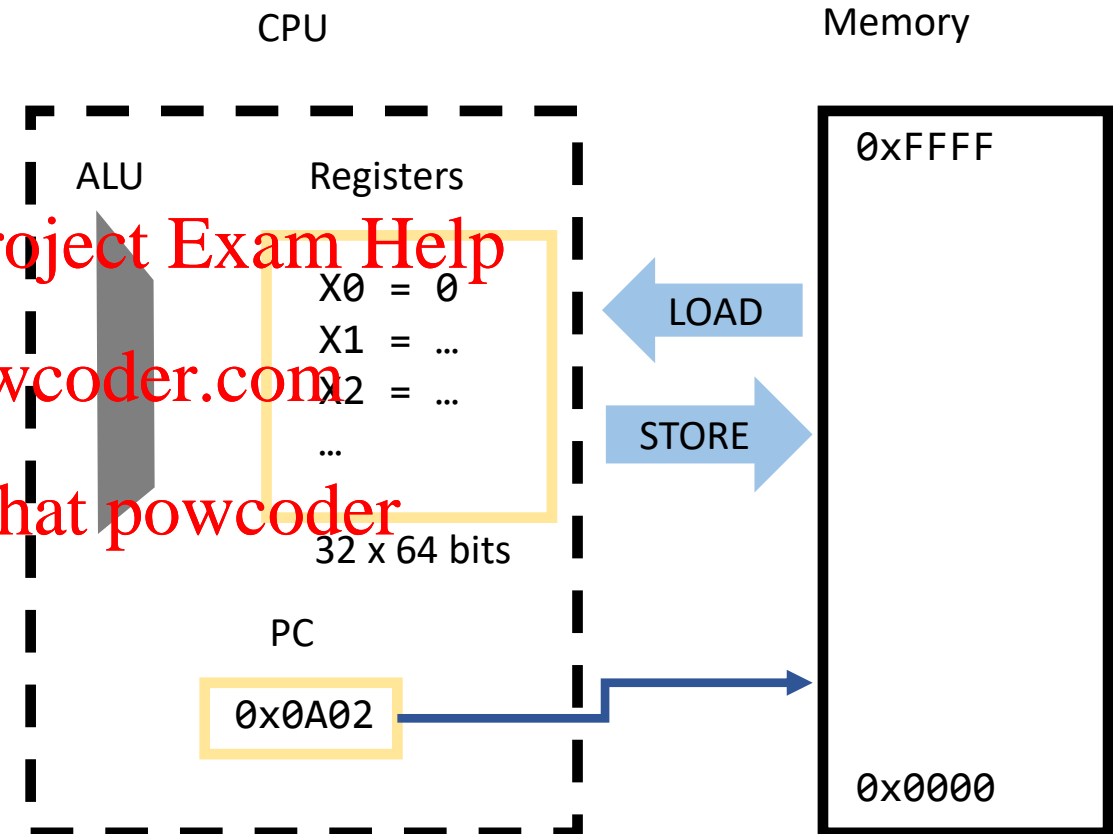 CPU
Memory
0xFFFF
ALU
Registers
roject Exam Help
X0 = 0
LOAD
X1 = …
wcoder.com
X2 = …
STORE
…
hat powcoder
32 x 64 bits
PC
0x0A02
0x0000